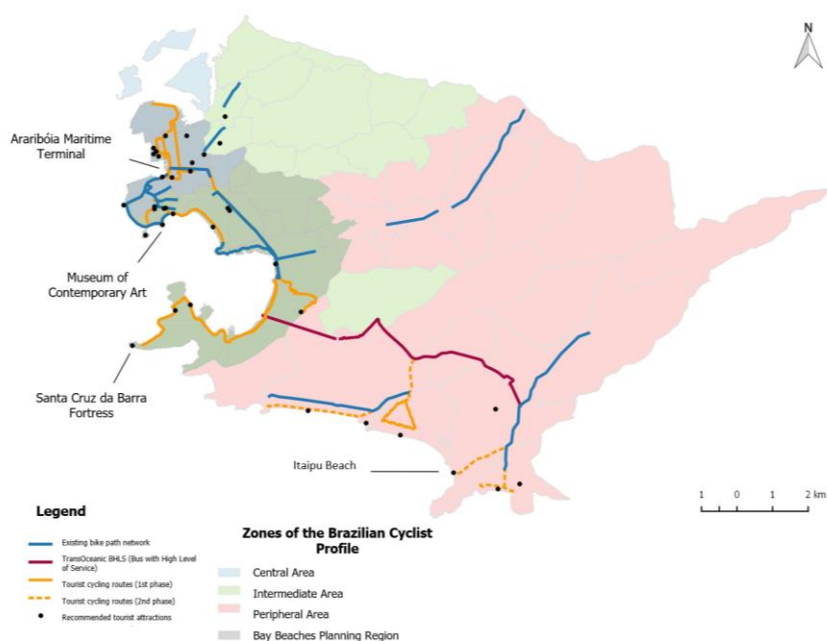 N
Araribóia Maritime
Terminal
Museum of
Contemporary Art
Santa Cruz da Barra
Fortress
Itaipu Beach
1 0 2 km
Legend
Existing bike path network
TransOceanic BHLS (Bus with High Level
of Service)
Tourist cycling routes (1st phase)
Tourist cycling routes (2nd phase)
Recommended tourist attractions
Zones of the Brazilian Cyclist
Profile
Central Area
Intermediate Area
Peripheral Area
Bay Beaches Planning Region